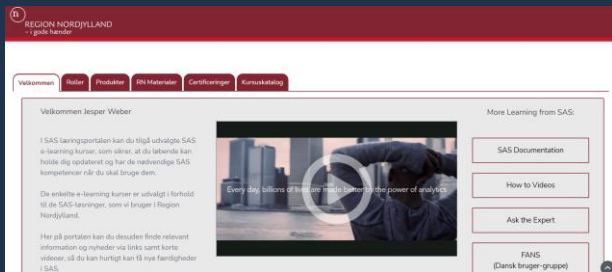 REGION NORDJYLLAND
– i gode hænder
Velkommen
Roller
Produkter
RN Materialer
Certificeringer
Kursuskatalog
Velkommen Jesper Weber
I SAS læringsportalen kan du tilgå udvalgte SAS
e-learning kurser, som sikrer, at du løbende kan
holde dig opdateret og har de nødvendige SAS
kompetencer når du skal bruge dem.
De enkelte e-learning kurser er udvalgt i forhold
til de SAS-løsninger, som vi bruger i Region
Nordjylland.
Her på portalen kan du desuden finde relevant
information og nyheder via links samt korte
videoer, så du kan hurtigt kan få nye færdigheder
i SAS.
Every day, billions of lives are made better by the power of analytics
More Learning from SAS:
SAS Documentation
How to Videos
Ask the Expert
FANS
(Dansk bruger-gruppe)